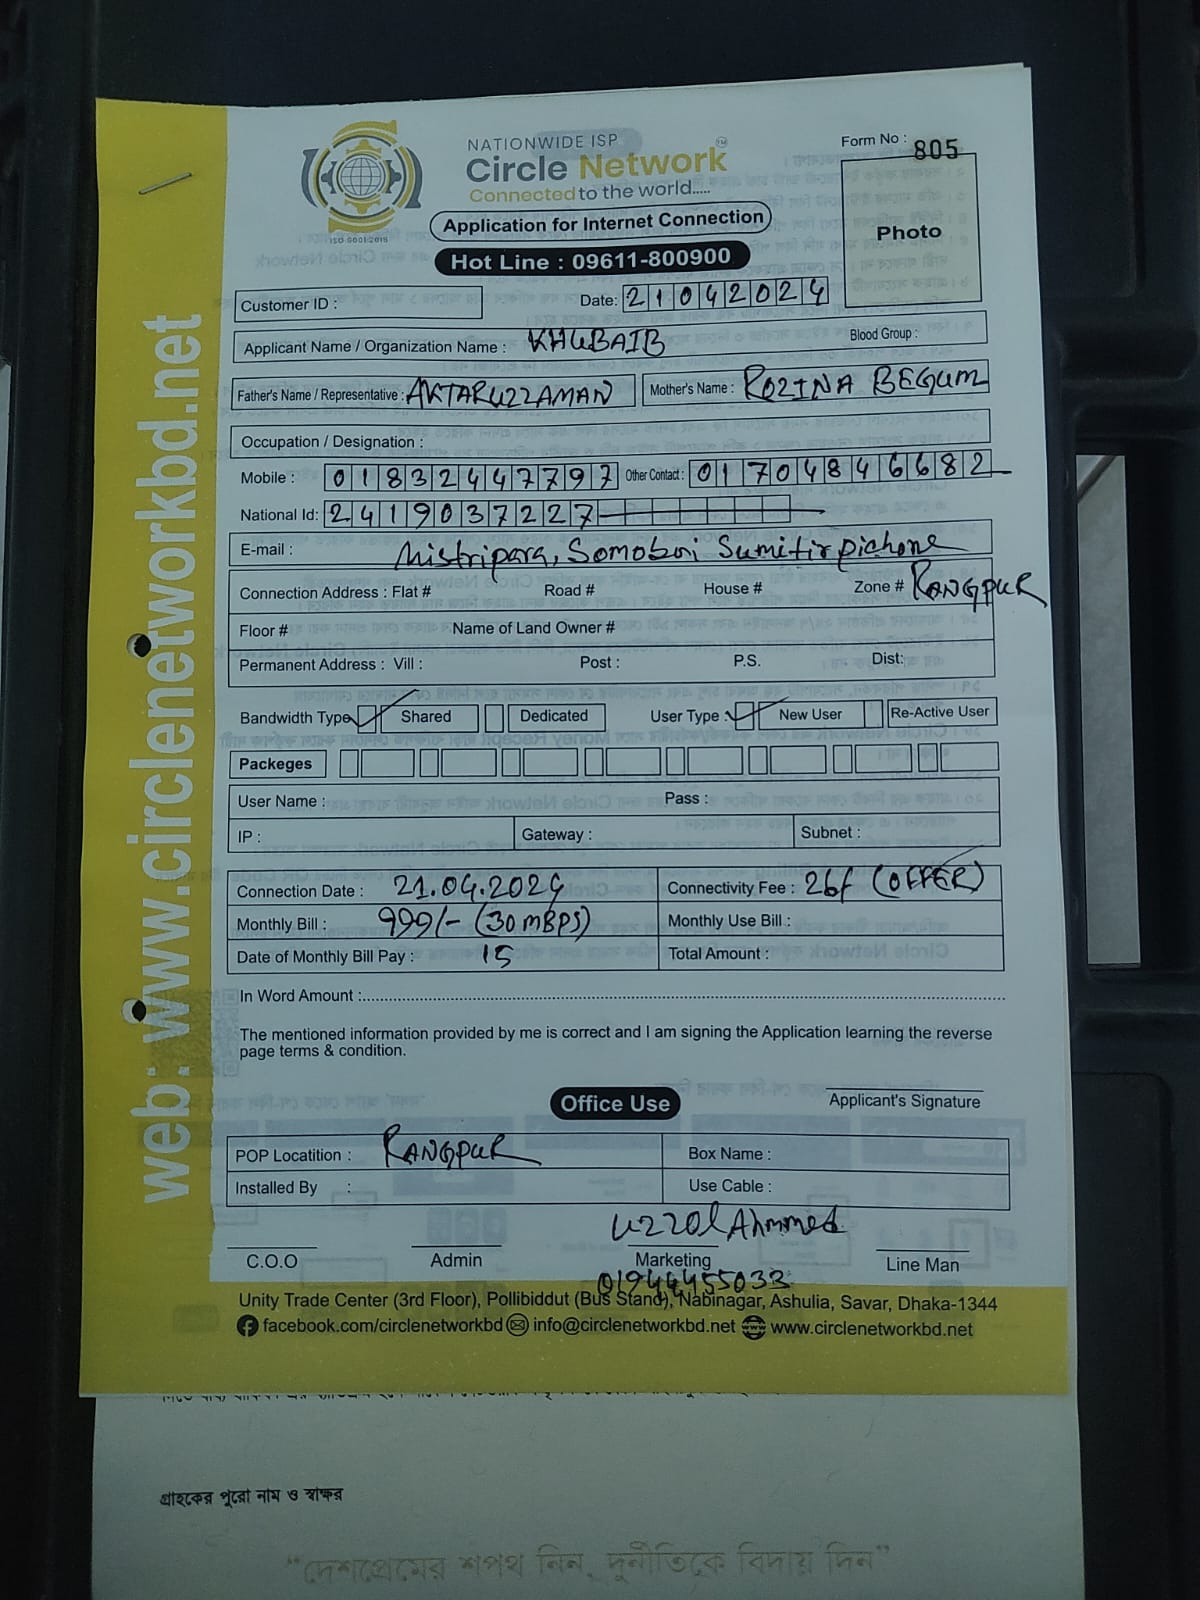 NATIONWIDE ISP
Circle Network™
Connected to the world.....
ISO 9001:2015
Form No : 805
Photo
Application for Internet Connection
Hot Line : 09611-800900
Customer ID :
Date: 21042024
Applicant Name / Organization Name : KHUBAIB
Blood Group :
Father's Name / Representative : AKTARUZZAMAN
Mother's Name : ROZINA BEGUM
Occupation / Designation :
Mobile : 01832447797
Other Contact : 01704846682
National Id: 2419037227
E-mail :
Mistripara, Somobai Sumitir pichone
Connection Address : Flat # Road # House # Zone # RANGPUR
Floor # Name of Land Owner #
Permanent Address : Vill : Post : P.S. Dist:
Bandwidth Type Shared Dedicated User Type : New User Re-Active User
Packeges
User Name : Pass :
IP : Gateway : Subnet :
Connection Date : 21.04.2024
Connectivity Fee : (OFFER)
Monthly Bill : 999/- (30 MBPS)
Monthly Use Bill :
Date of Monthly Bill Pay : 15
Total Amount :
In Word Amount :
The mentioned information provided by me is correct and I am signing the Application learning the reverse
page terms & condition.
Applicant's Signature
Office Use
POP Locatition : RANGPUR
Box Name :
Installed By :
Use Cable :
Uzzol Ahmmed
C.O.O Admin Marketing Line Man
01944455033
Unity Trade Center (3rd Floor), Pollibiddut (Bus Stand), Nabinagar, Ashulia, Savar, Dhaka-1344
facebook.com/circlenetworkbd info@circlenetworkbd.net www.circlenetworkbd.net
web: www.circlenetworkbd.net
গ্রাহকের পুরো নাম ও স্বাক্ষর
“দেশপ্রেমের শপথ নিন, দুর্নীতিকে বিদায় দিন”